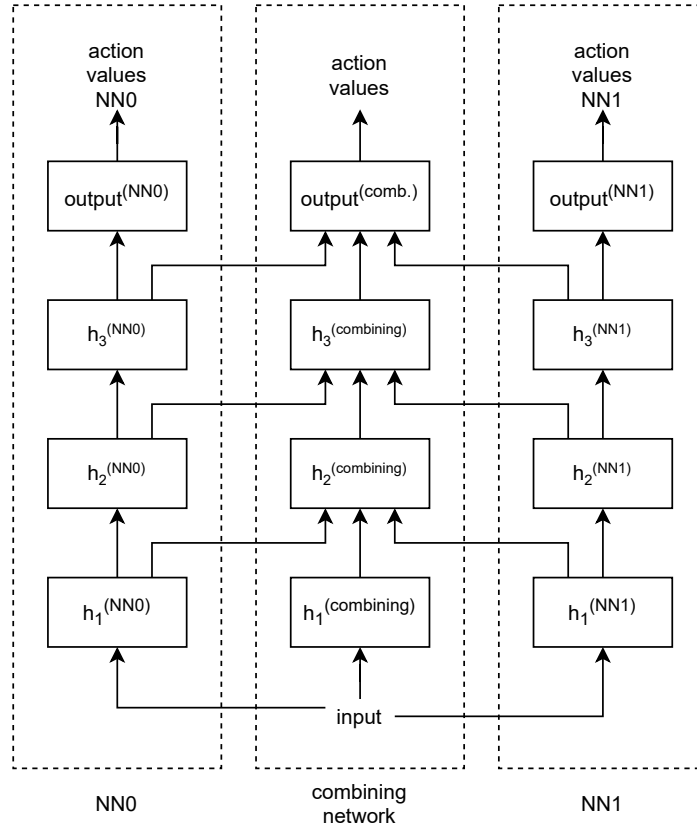 action
values
NN0
action
values
action
values
NN1
output(NN0)
output(comb.)
output(NN1)
h3(NN0)
h3(combining)
h3(NN1)
h2(NN0)
h2(combining)
h2(NN1)
h1(NN0)
h1(combining)
h1(NN1)
input
NN0
combining
network
NN1